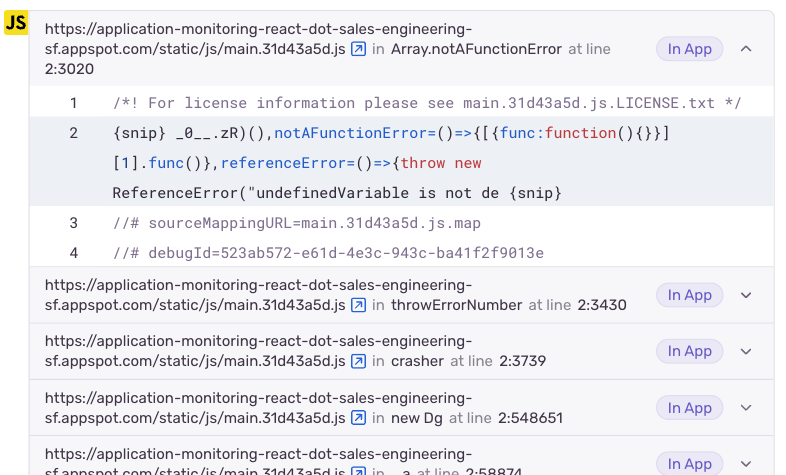 JS
https://application-monitoring-react-dot-sales-engineering-
sf.appspot.com/static/js/main.31d43a5d.js in Array.notAFunctionError at line
2:3020
In App
1 /*! For license information please see main.31d43a5d.js.LICENSE.txt */
2 {snip} _0__.zR)(),notAFunctionError=()=>{[{func:function(){}}]
[1].func()},referenceError=()=>{throw new
ReferenceError("undefinedVariable is not de {snip}
3 //# sourceMappingURL=main.31d43a5d.js.map
4 //# debugId=523ab572-e61d-4e3c-943c-ba41f2f9013e
https://application-monitoring-react-dot-sales-engineering-
sf.appspot.com/static/js/main.31d43a5d.js in throwErrorNumber at line 2:3430
In App
https://application-monitoring-react-dot-sales-engineering-
sf.appspot.com/static/js/main.31d43a5d.js in crasher at line 2:3739
In App
https://application-monitoring-react-dot-sales-engineering-
sf.appspot.com/static/js/main.31d43a5d.js in new Dg at line 2:548651
In App
https://application-monitoring-react-dot-sales-engineering-
sf.appspot.com/static/js/main.31d43a5d.js in a at line 2:58874
In App